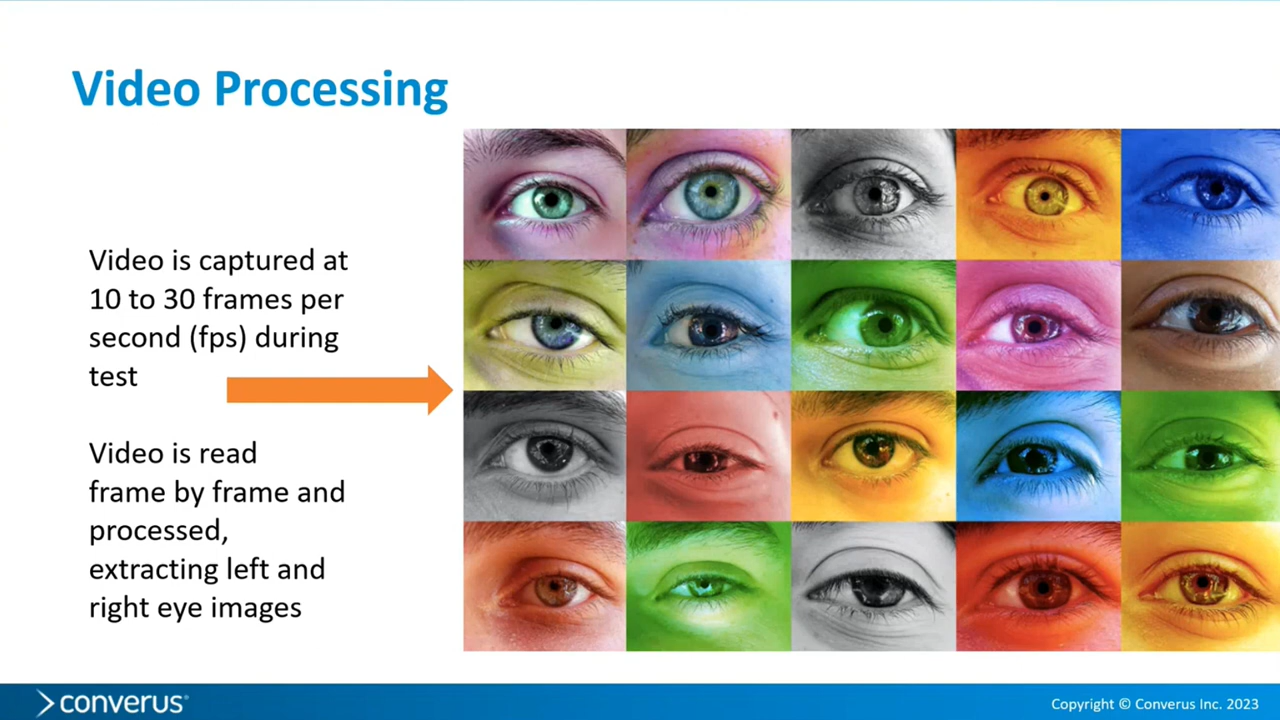 Video Processing
Video is captured at
10 to 30 frames per
second (fps) during
test
Video is read
frame by frame and
processed,
extracting left and
right eye images
converus®
Copyright © Converus Inc. 2023